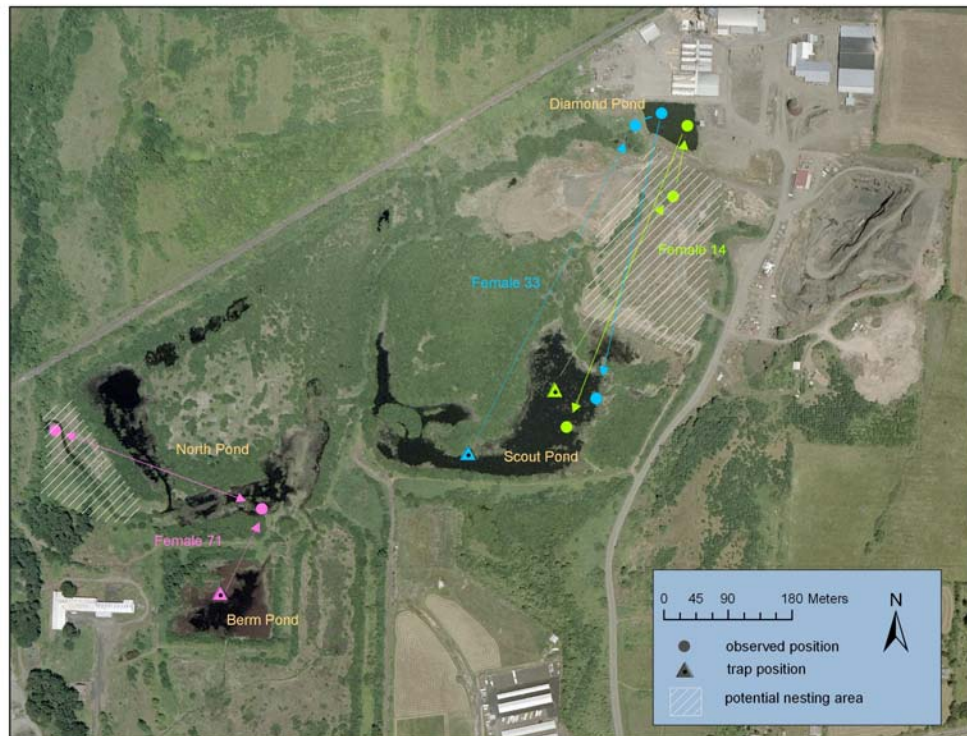 Diamond Pond
Female 14
Female 33
North Pond
Scout Pond
Female 71
Berm Pond
0 45 90 180 Meters
N
observed position
trap position
potential nesting area